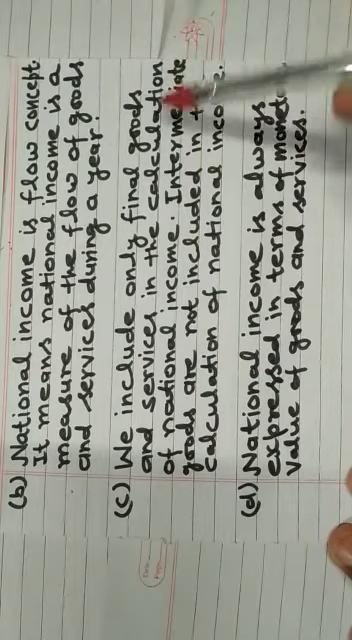 (b) National income is flow concept.
It means national income is a
measure of the flow of goods
and services during a year.
(c) We include only final goods
and services in the calculation
of national income. Intermediate
goods are not included in
calculation of national income.
(d) National income is always
expressed in terms of
value of goods and services.